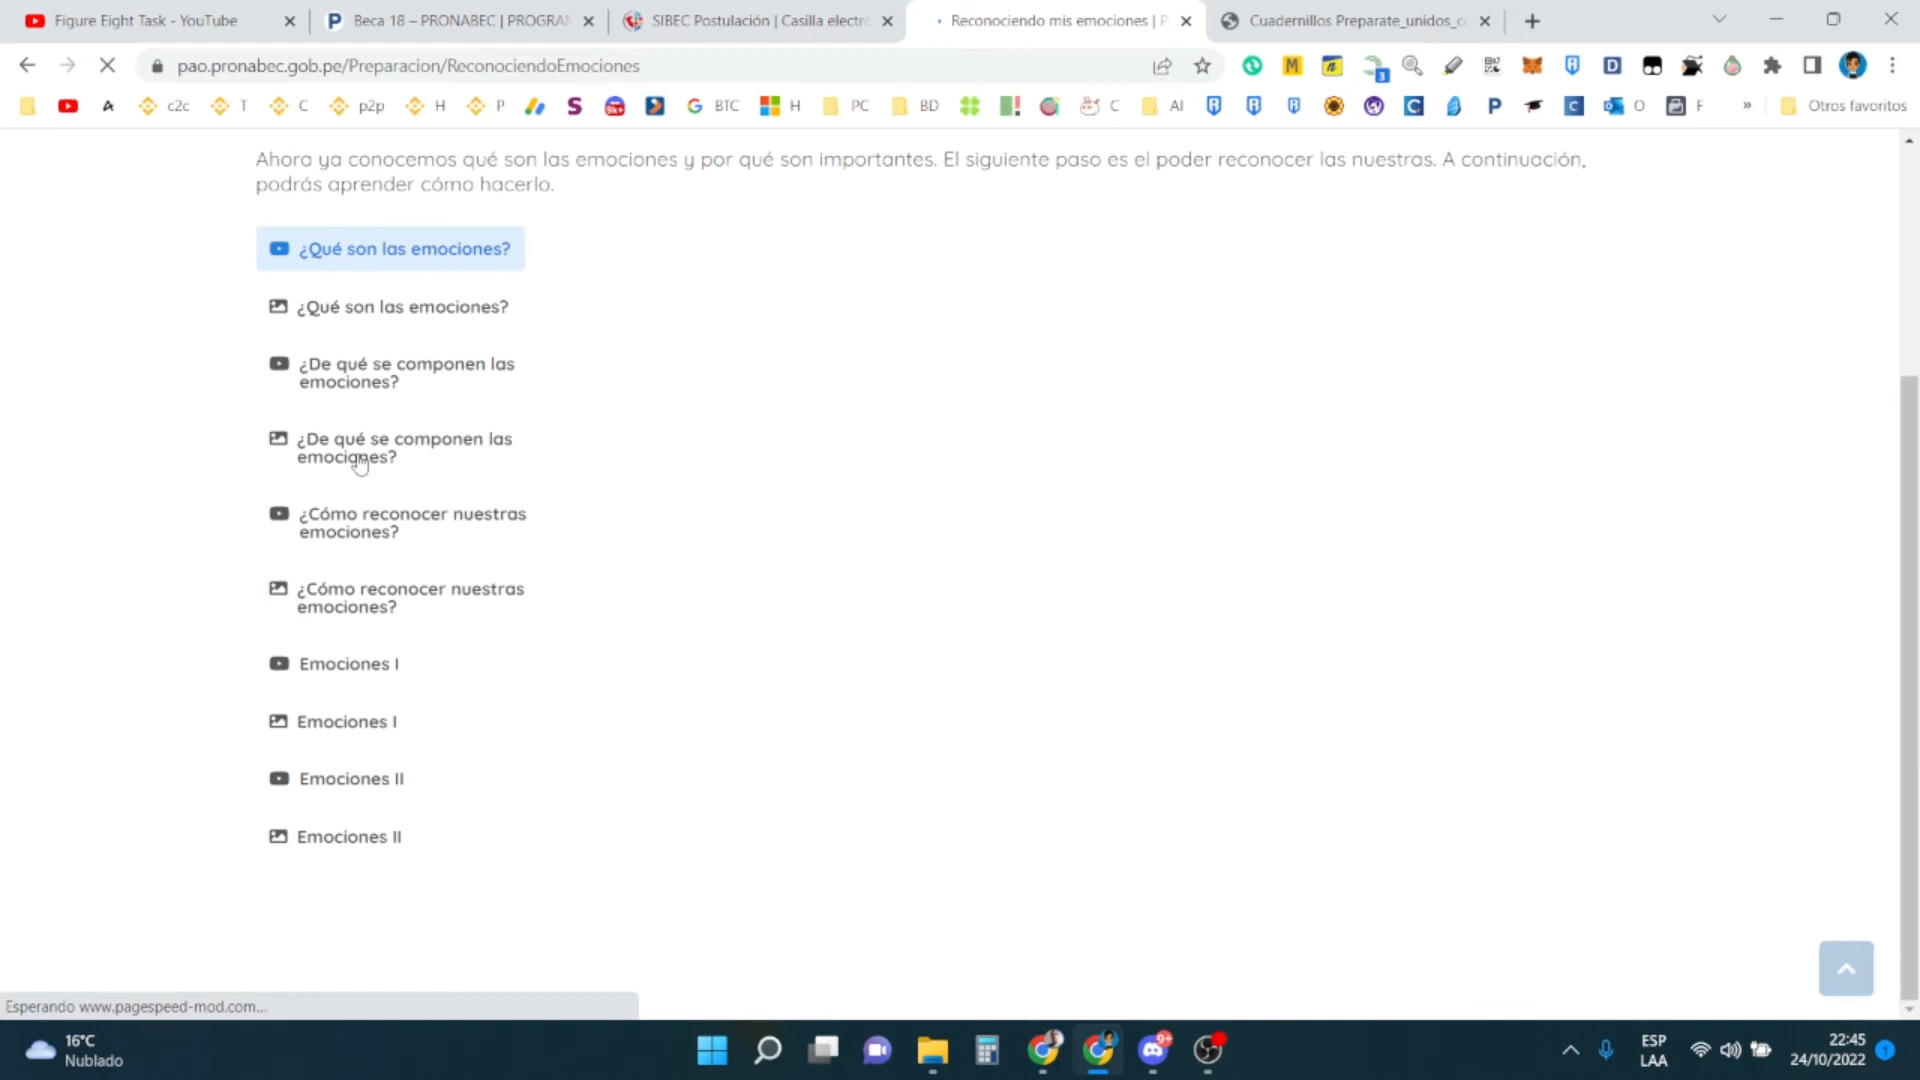 Figure Eight Task - YouTube
Beca 18 – PRONABEC | PROGRAM
SIBEC Postulación | Casilla electró
Reconociendo mis emociones | P
Cuadernillos Preparate_unidos_c
pao.pronabec.gob.pe/Preparacion/ReconociendoEmociones
c2c T C p2p H P BTC H PC BD C AI O F » Otros favoritos
Ahora ya conocemos qué son las emociones y por qué son importantes. El siguiente paso es el poder reconocer las nuestras. A continuación,
podrás aprender cómo hacerlo.
¿Qué son las emociones?
¿Qué son las emociones?
¿De qué se componen las
emociones?
¿De qué se componen las
emociones?
¿Cómo reconocer nuestras
emociones?
¿Cómo reconocer nuestras
emociones?
Emociones I
Emociones I
Emociones II
Emociones II
Esperando www.pagespeed-mod.com...
16°C
Nublado
ESP
LAA
22:45
24/10/2022
1